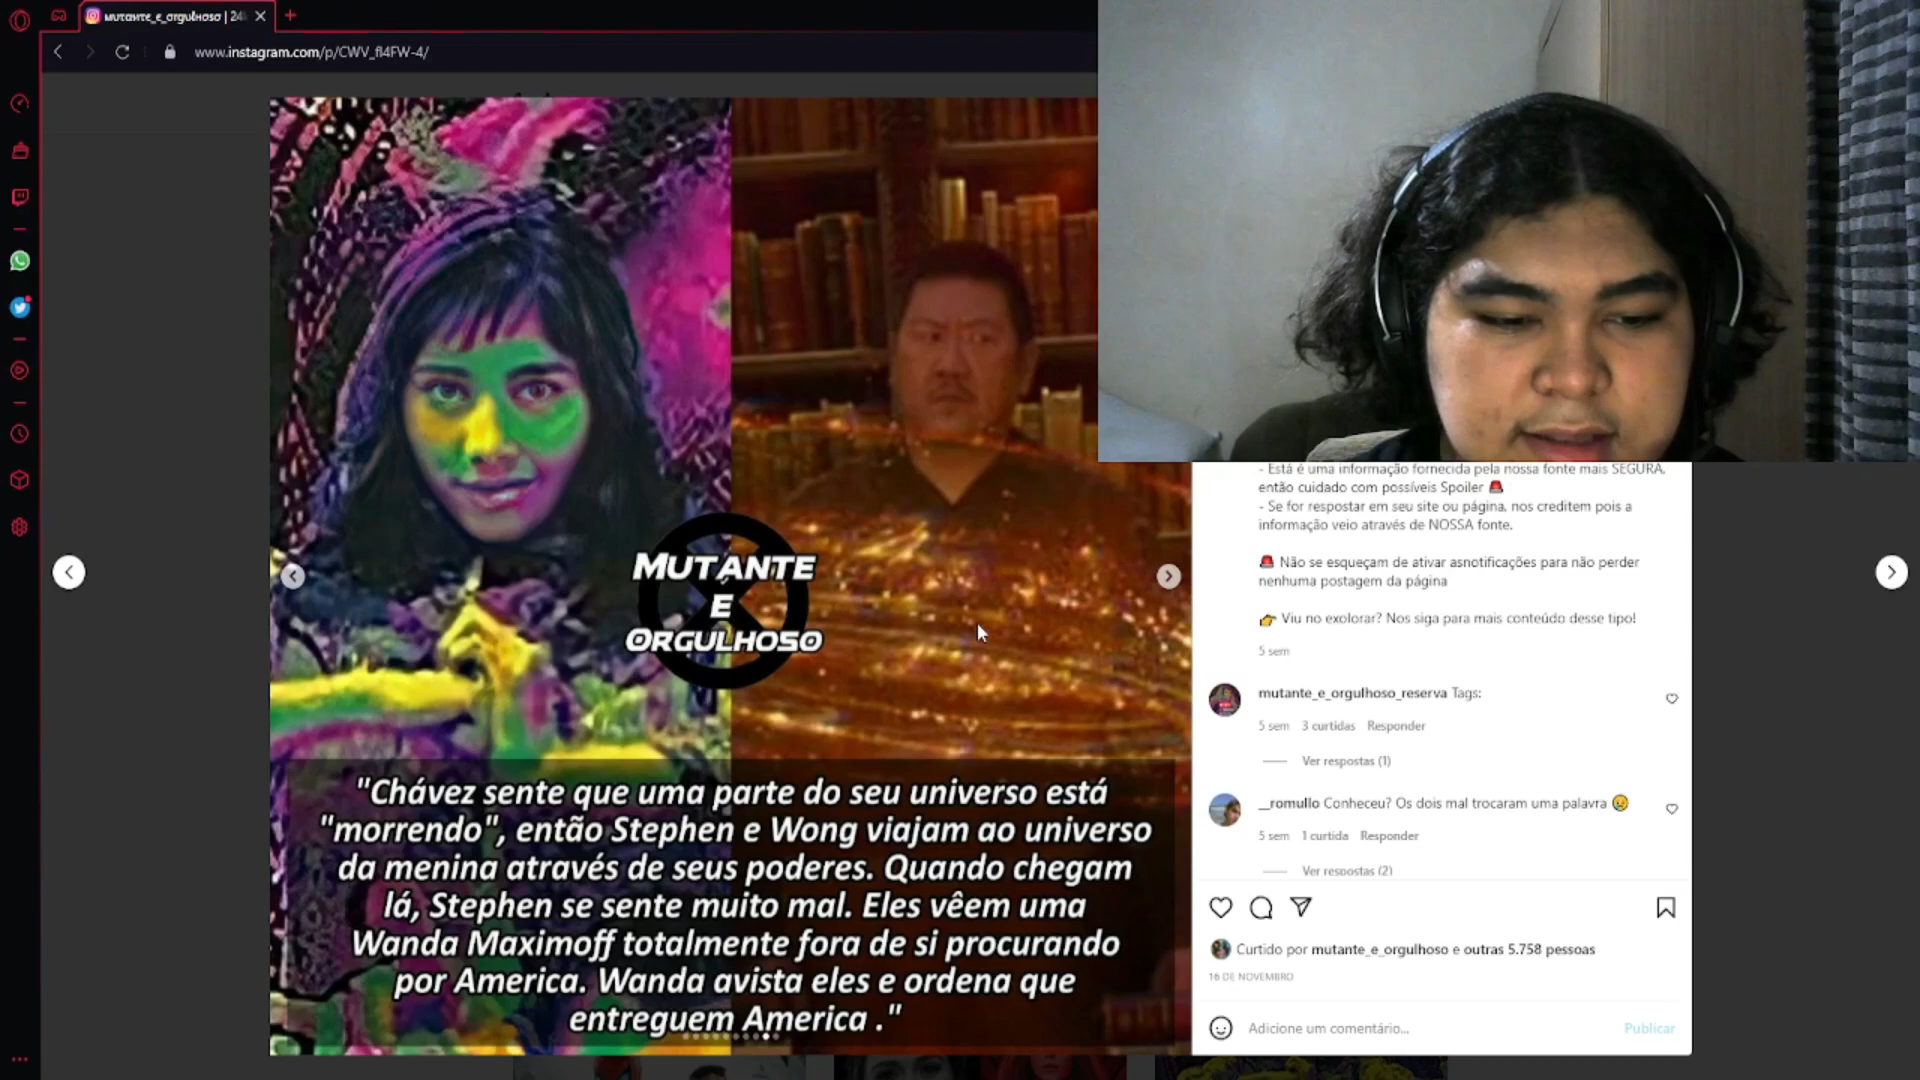 mutante_e_orgulhoso | 24
www.instagram.com/p/CWV_fl4FW-4/
MUTANTE
E
ORGULHOSO
"Chávez sente que uma parte do seu universo está
"morrendo", então Stephen e Wong viajam ao universo
da menina através de seus poderes. Quando chegam
lá, Stephen se sente muito mal. Eles vêem uma
Wanda Maximoff totalmente fora de si procurando
por America. Wanda avista eles e ordena que
entreguem America ."
- Está é uma informação fornecida pela nossa fonte mais SEGURA,
então cuidado com possíveis Spoiler 🚨
- Se for respostar em seu site ou página, nos creditem pois a
informação veio através de NOSSA fonte.
🚨 Não se esqueçam de ativar asnotificações para não perder
nenhuma postagem da página
👉 Viu no exolorar? Nos siga para mais conteúdo desse tipo!
5 sem
mutante_e_orgulhoso_reserva Tags:
5 sem 3 curtidas Responder
Ver respostas (1)
__romullo Conheceu? Os dois mal trocaram uma palavra 😥
5 sem 1 curtida Responder
Ver respostas (2)
Curtido por mutante_e_orgulhoso e outras 5.758 pessoas
16 DE NOVEMBRO
Adicione um comentário...
Publicar